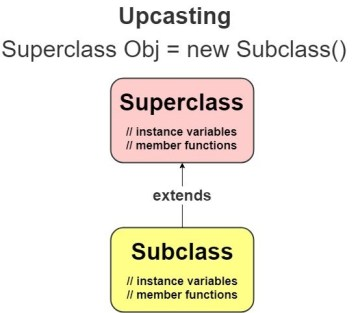 Upcasting
Superclass Obj = new Subclass()
Superclass
// instance variables
// member functions
extends
Subclass
// instance variables
// member functions